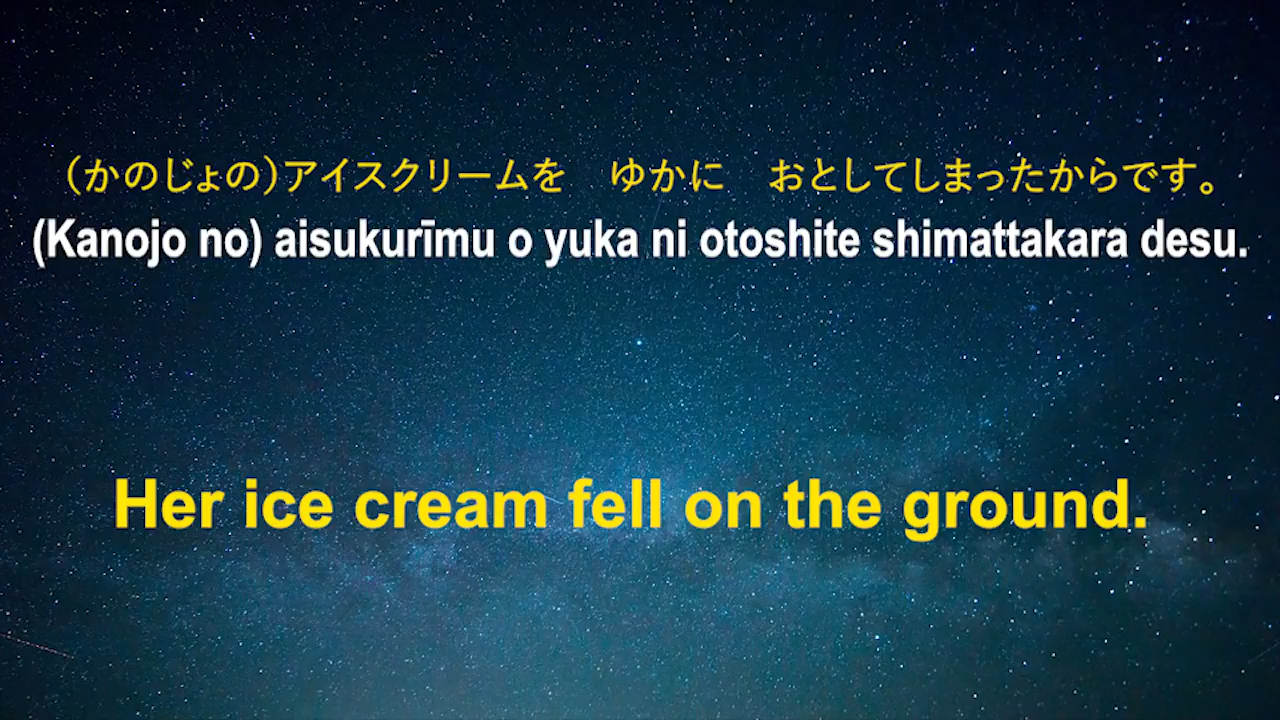 （かのじょの）アイスクリームを　ゆかに　おとしてしまったからです。
(Kanojo no) aisukurīmu o yuka ni otoshite shimattakara desu.
Her ice cream fell on the ground.